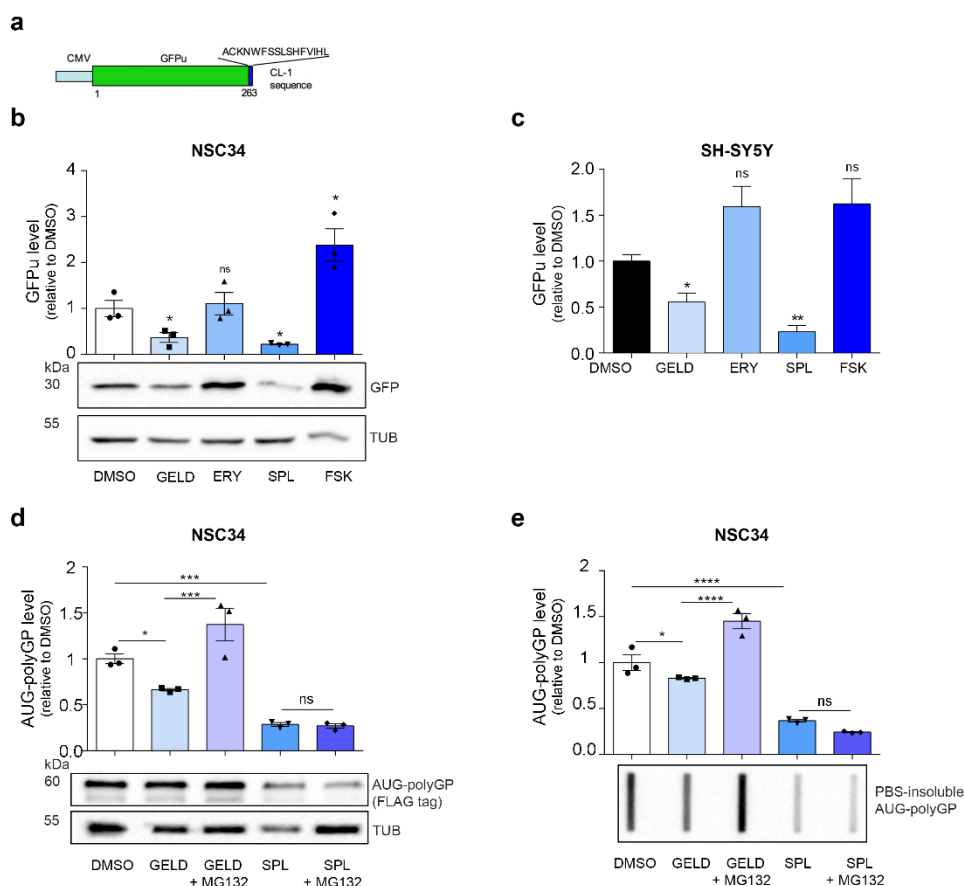 a
ACKNWFSSLSHFVIHL
CMV
GFPu
CL-1
sequence
1
263
b
NSC34
GFPu level
(relative to DMSO)
4
3
2
1
0
*
ns
*
*
kDa
30
GFP
55
TUB
DMSO
GELD
ERY
SPL
FSK
c
SH-SY5Y
GFPu level
(relative to DMSO)
2.0
1.5
1.0
0.5
0.0
*
ns
**
ns
DMSO
GELD
ERY
SPL
FSK
d
NSC34
AUG-polyGP level
(relative to DMSO)
2
1.5
1
0.5
0.0
***
***
*
ns
kDa
60
AUG-polyGP
(FLAG tag)
55
TUB
DMSO
GELD
GELD
+ MG132
SPL
SPL
+ MG132
e
NSC34
AUG-polyGP level
(relative to DMSO)
2
1.5
1
0.5
0.0
****
****
*
ns
PBS-insoluble
AUG-polyGP
DMSO
GELD
GELD
+ MG132
SPL
SPL
+ MG132